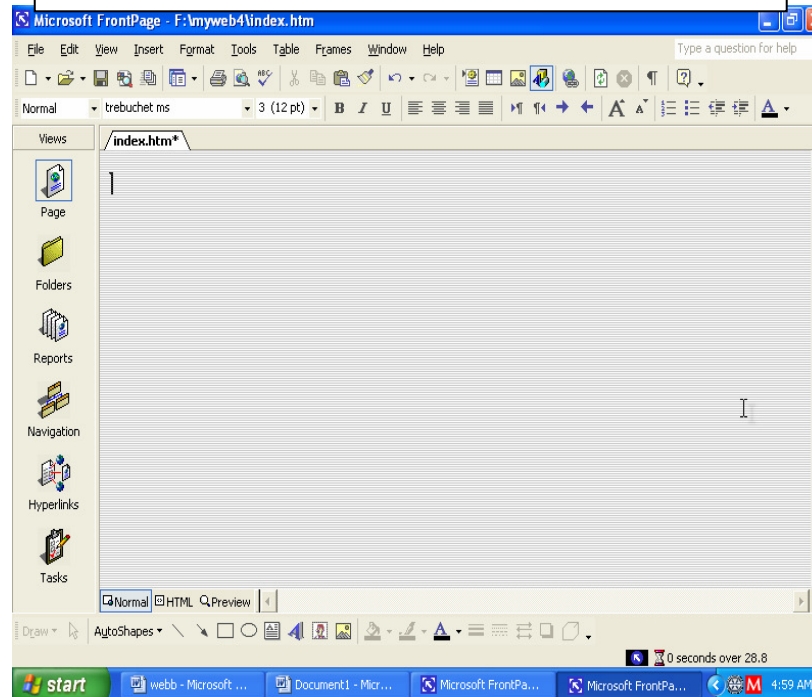 Microsoft FrontPage - F:\myweb4\index.htm
File Edit View Insert Format Tools Table Frames Window Help Type a question for help
Normal trebuchet ms 3 (12 pt) B I U A A A
Views index.htm*
Page
Folders
Reports
Navigation
Hyperlinks
Tasks
Normal HTML Preview
Draw AutoShapes A
0 seconds over 28.8
start webb - Microsoft ... Document1 - Micr... Microsoft FrontPa... Microsoft FrontPa... M 4:59 AM